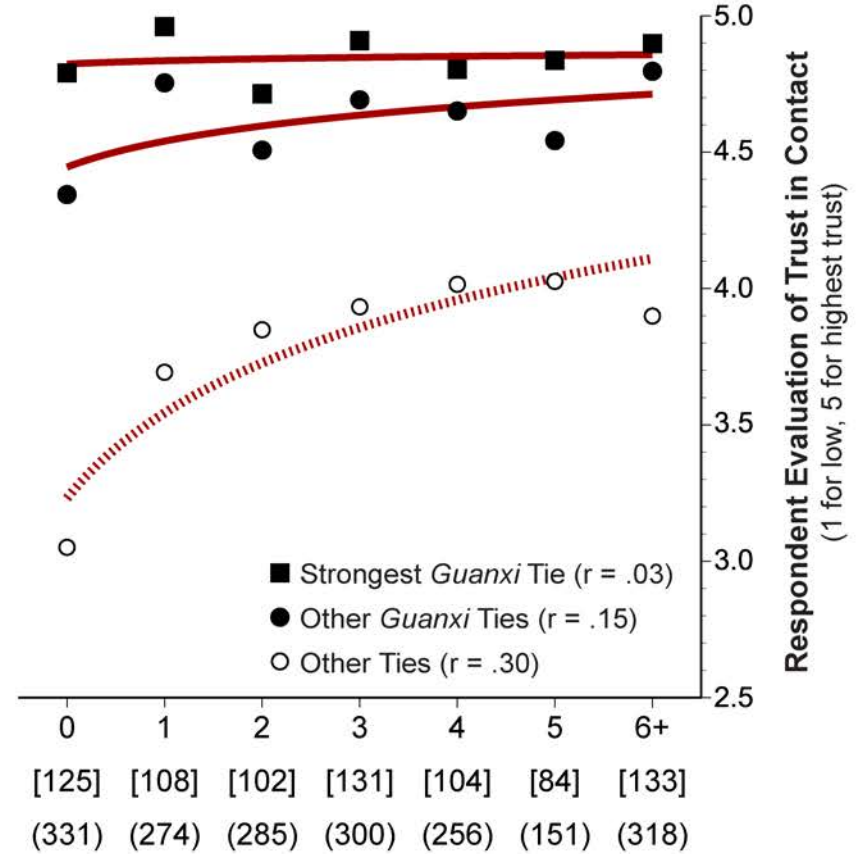 5.0
4.5
4.0
3.5
3.0
2.5
Respondent Evaluation of Trust in Contact
(1 for low, 5 for highest trust)
Strongest Guanxi Tie (r = .03)
Other Guanxi Ties (r = .15)
Other Ties (r = .30)
0 1 2 3 4 5 6+
[125] [108] [102] [131] [104] [84] [133]
(331) (274) (285) (300) (256) (151) (318)